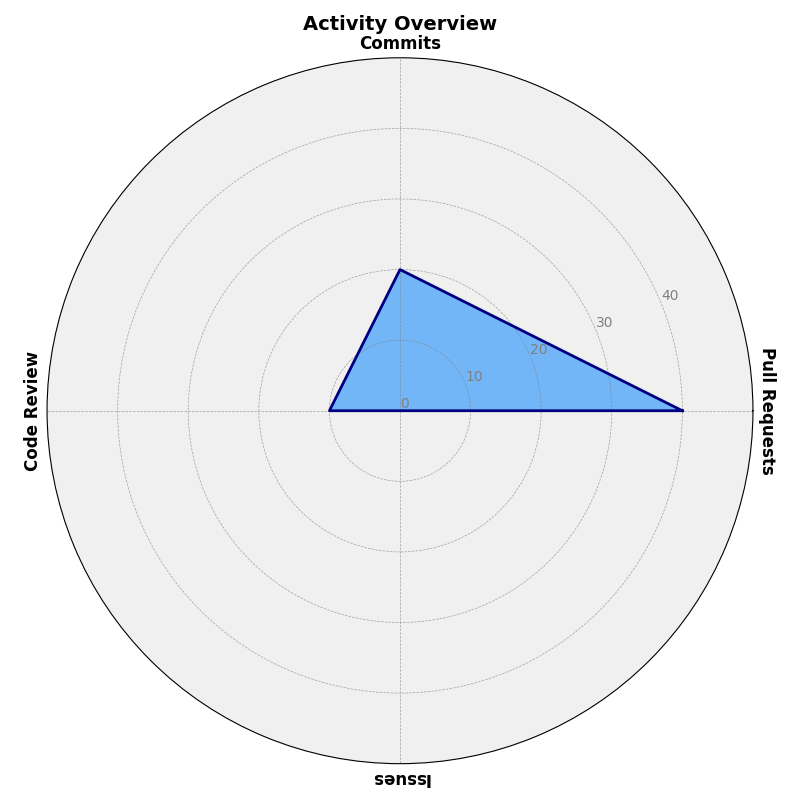 Activity Overview
Commits
40
30
20
10
0
Code Review
Pull Requests
Issues